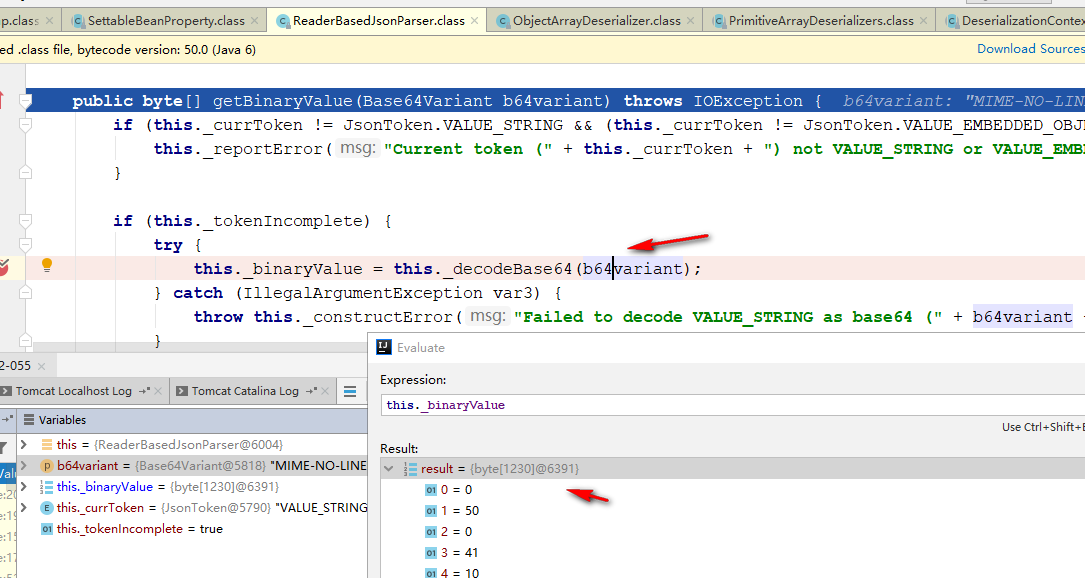 ap.class SettableBeanProperty.class ReaderBasedJsonParser.class ObjectArrayDeserializer.class PrimitiveArrayDeserializers.class DeserializationContex
ed .class file, bytecode version: 50.0 (Java 6) Download Sources
public byte[] getBinaryValue(Base64Variant b64variant) throws IOException { b64variant: "MIME-NO-LIN
if (this._currToken != JsonToken.VALUE_STRING && (this._currToken != JsonToken.VALUE_EMBEDDED_OBJ
this._reportError( msg: "Current token (" + this._currToken + ") not VALUE_STRING or VALUE_EMB
}
if (this._tokenIncomplete) {
try {
this._binaryValue = this._decodeBase64(b64variant);
} catch (IllegalArgumentException var3) {
throw this._constructError( msg: "Failed to decode VALUE_STRING as base64 (" + b64variant +
}
2-055
Tomcat Localhost Log Tomcat Catalina Log
Variables
this = {ReaderBasedJsonParser@6004}
b64variant = {Base64Variant@5818} "MIME-NO-LINE
this._binaryValue = {byte[1230]@6391}
this._currToken = {JsonToken@5790} "VALUE_STRING
this._tokenIncomplete = true
Evaluate
Expression:
this._binaryValue
Use Ctrl+Shift+E
Result:
result = {byte[1230]@6391}
0 = 0
1 = 50
2 = 0
3 = 41
4 = 10